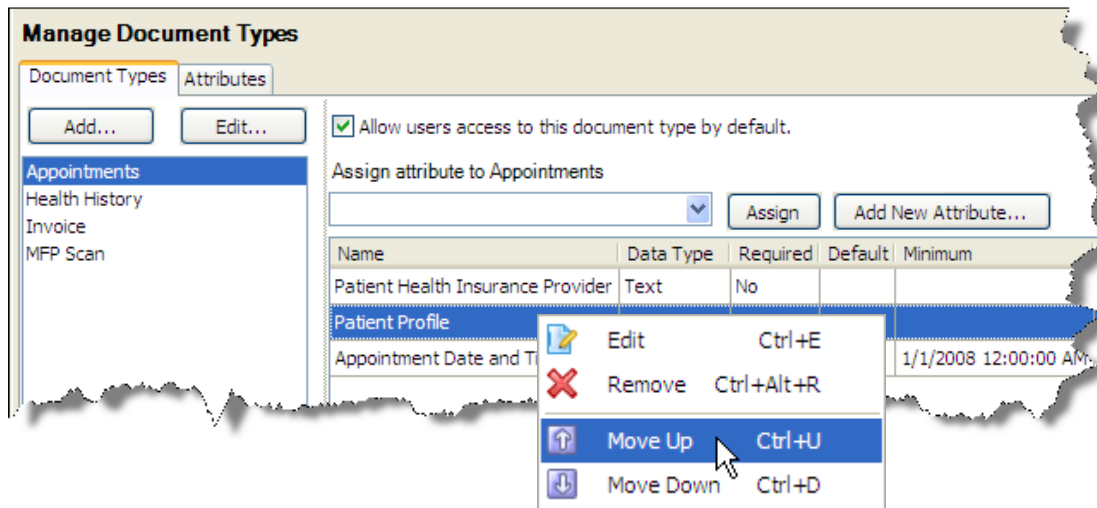 Manage Document Types
Document Types Attributes
Add... Edit... Allow users access to this document type by default.
Appointments Assign attribute to Appointments
Health History
Invoice Assign Add New Attribute...
MFP Scan Name Data Type Required Default Minimum
Patient Health Insurance Provider Text No
Patient Profile
Edit Ctrl+E
Appointment Date and Ti 1/1/2008 12:00:00 AM
Remove Ctrl+Alt+R
Move Up Ctrl+U
Move Down Ctrl+D